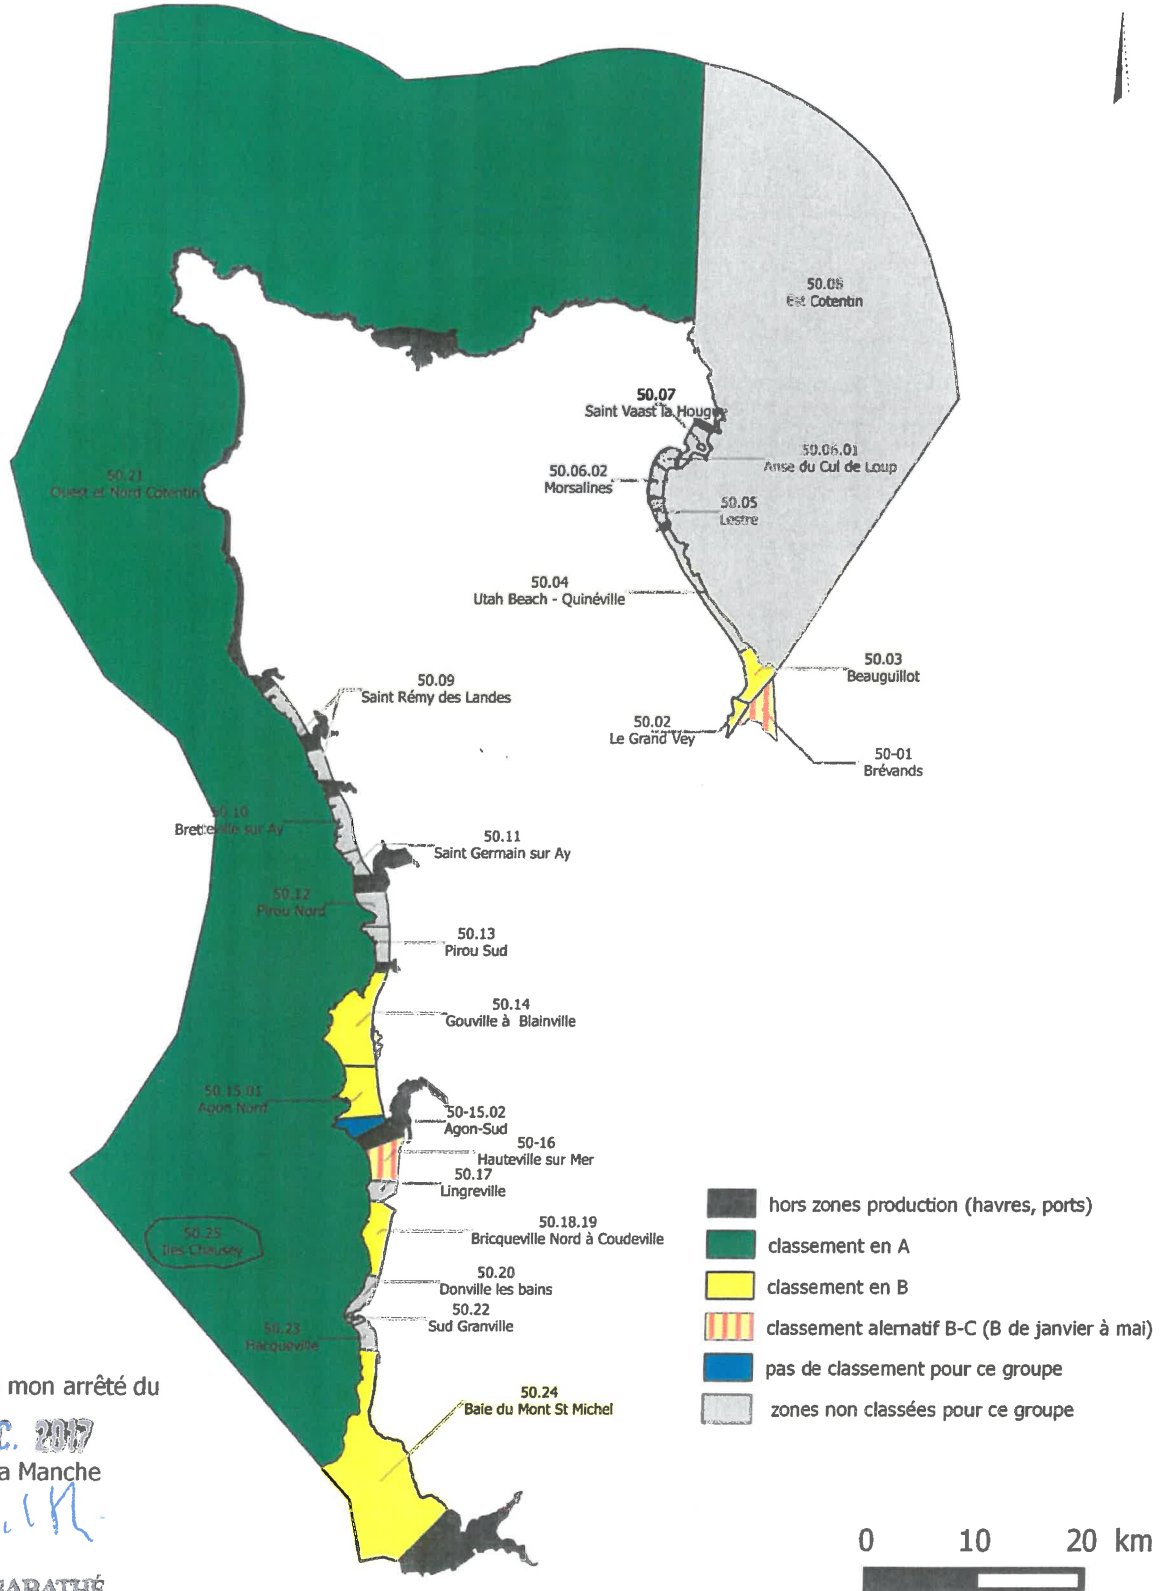 50.08
Est Cotentin
50.07
Saint Vaast la Hougue
50.06.01
Anse du Cul de Loup
50.06.02
Morsalines
50.05
Lestre
50.21
Ouest et Nord Cotentin
50.04
Utah Beach - Quinéville
50.03
Beauguillot
50.02
Le Grand Vey
50-01
Brévands
50.09
Saint Rémy des Landes
50.10
Bretteville sur Ay
50.11
Saint Germain sur Ay
50.12
Pirou Nord
50.13
Pirou Sud
50.14
Gouville à Blainville
50.15.01
Agon Nord
50-15.02
Agon-Sud
50-16
Hauteville sur Mer
50.17
Lingreville
50.18.19
Bricqueville Nord à Coudeville
50.25
Iles Chausey
50.20
Donville les bains
50.22
Sud Granville
50.23
Hacqueville
50.24
Baie du Mont St Michel
hors zones production (havres, ports)
classement en A
classement en B
classement alernatif B-C (B de janvier à mai)
pas de classement pour ce groupe
zones non classées pour ce groupe
mon arrêté du
C. 2017
a Manche
0 10 20 km